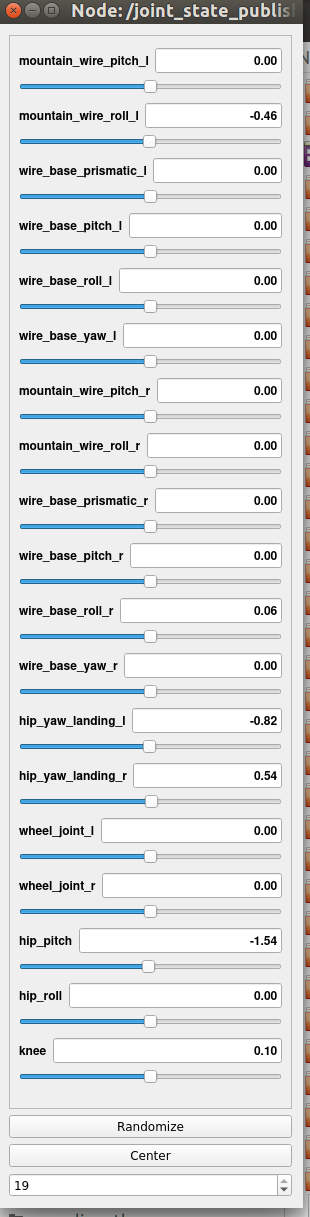 Node: /joint_state_publis
mountain_wire_pitch_l 0.00
mountain_wire_roll_l -0.46
wire_base_prismatic_l 0.00
wire_base_pitch_l 0.00
wire_base_roll_l 0.00
wire_base_yaw_l 0.00
mountain_wire_pitch_r 0.00
mountain_wire_roll_r 0.00
wire_base_prismatic_r 0.00
wire_base_pitch_r 0.00
wire_base_roll_r 0.06
wire_base_yaw_r 0.00
hip_yaw_landing_l -0.82
hip_yaw_landing_r 0.54
wheel_joint_l 0.00
wheel_joint_r 0.00
hip_pitch -1.54
hip_roll 0.00
knee 0.10
Randomize
Center
19